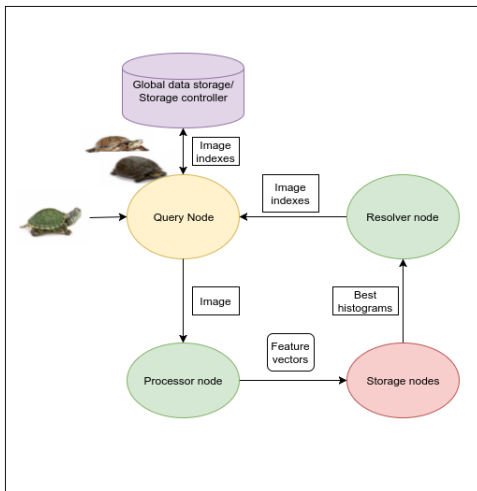 Global data storage/
Storage controller
Image
indexes
Image
indexes
Query Node
Resolver node
Image
Best
histograms
Feature
vectors
Processor node
Storage nodes